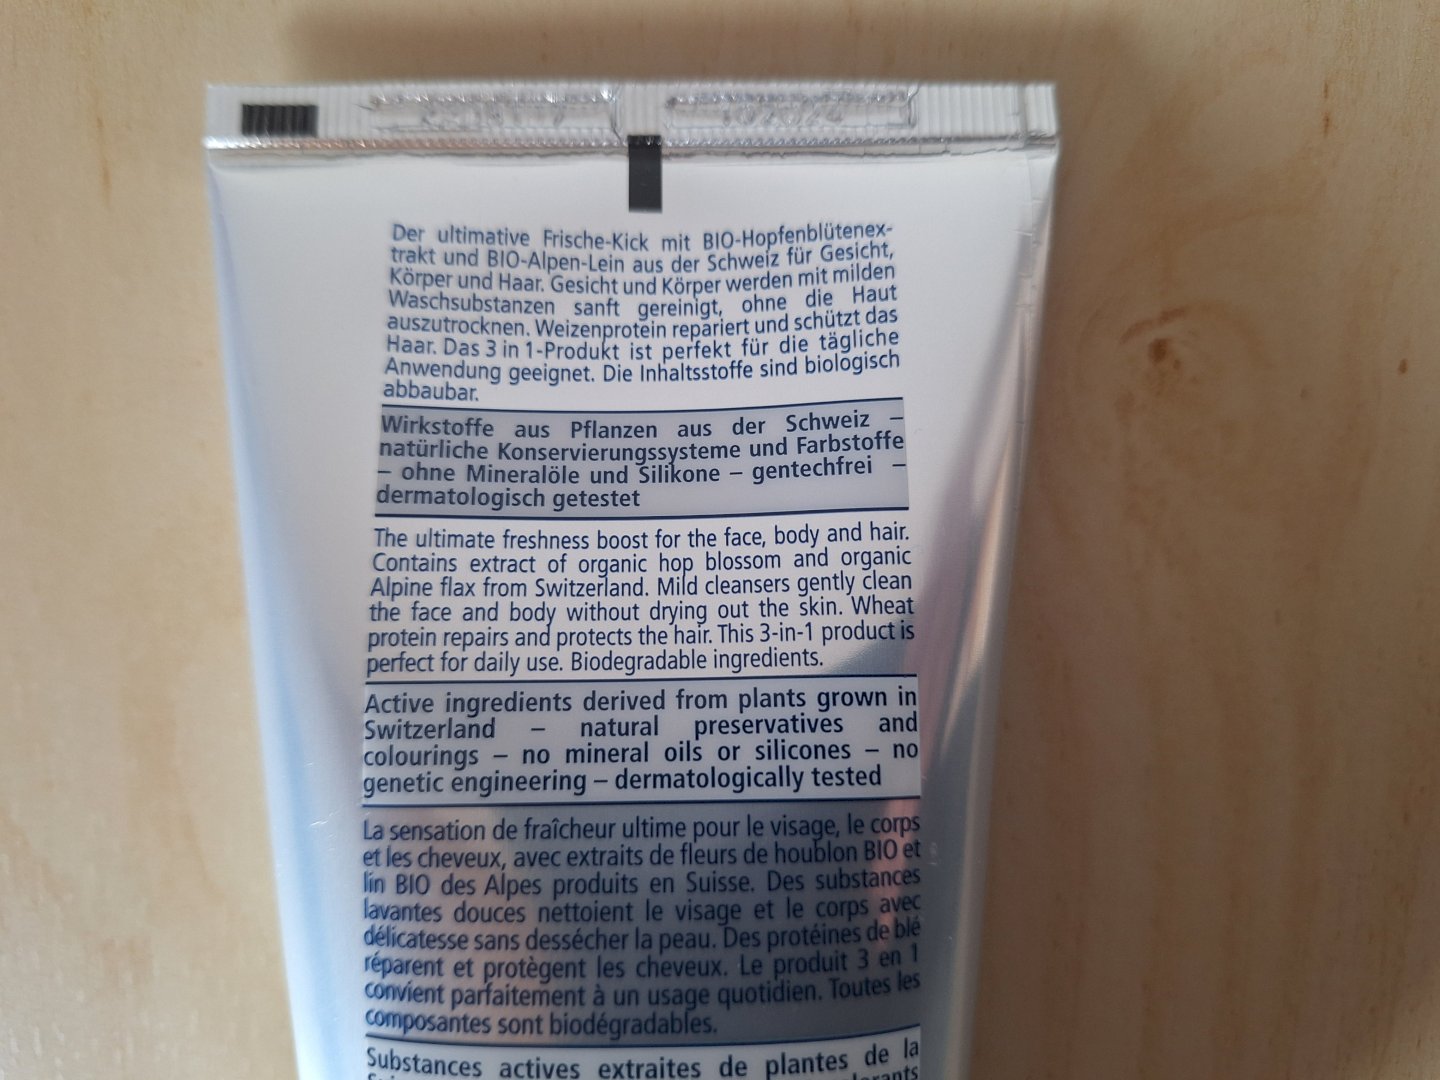 102024
Der ultimative Frische-Kick mit BIO-Hopfenblütenex-
trakt und BIO-Alpen-Lein aus der Schweiz für Gesicht,
Körper und Haar. Gesicht und Körper werden mit milden
Waschsubstanzen sanft gereinigt, ohne die Haut
auszutrocknen. Weizenprotein repariert und schützt das
Haar. Das 3 in 1-Produkt ist perfekt für die tägliche
Anwendung geeignet. Die Inhaltsstoffe sind biologisch
abbaubar.
Wirkstoffe aus Pflanzen aus der Schweiz –
natürliche Konservierungssysteme und Farbstoffe
– ohne Mineralöle und Silikone – gentechfrei –
dermatologisch getestet
The ultimate freshness boost for the face, body and hair.
Contains extract of organic hop blossom and organic
Alpine flax from Switzerland. Mild cleansers gently clean
the face and body without drying out the skin. Wheat
protein repairs and protects the hair. This 3-in-1 product is
perfect for daily use. Biodegradable ingredients.
Active ingredients derived from plants grown in
Switzerland – natural preservatives and
colourings – no mineral oils or silicones – no
genetic engineering – dermatologically tested
La sensation de fraîcheur ultime pour le visage, le corps
et les cheveux, avec extraits de fleurs de houblon BIO et
lin BIO des Alpes produits en Suisse. Des substances
lavantes douces nettoient le visage et le corps avec
délicatesse sans dessécher la peau. Des protéines de blé
réparent et protègent les cheveux. Le produit 3 en 1
convient parfaitement à un usage quotidien. Toutes les
composantes sont biodégradables.
Substances actives extraites de plantes de la